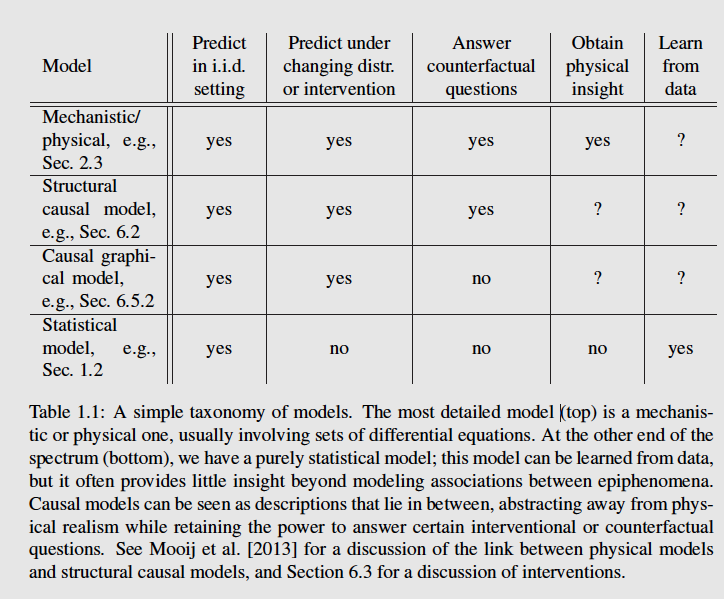 Model
Predict in i.i.d. setting
Predict under changing distr. or intervention
Answer counterfactual questions
Obtain physical insight
Learn from data
Mechanistic/
physical, e.g.,
Sec. 2.3
yes yes yes yes ?
Structural
causal model,
e.g., Sec. 6.2
yes yes yes ? ?
Causal graphi-
cal model,
e.g., Sec. 6.5.2
yes yes no ? ?
Statistical
model, e.g.,
Sec. 1.2
yes no no no yes
Table 1.1: A simple taxonomy of models. The most detailed model (top) is a mechanis-
tic or physical one, usually involving sets of differential equations. At the other end of the
spectrum (bottom), we have a purely statistical model; this model can be learned from data,
but it often provides little insight beyond modeling associations between epiphenomena.
Causal models can be seen as descriptions that lie in between, abstracting away from phys-
ical realism while retaining the power to answer certain interventional or counterfactual
questions. See Mooij et al. [2013] for a discussion of the link between physical models
and structural causal models, and Section 6.3 for a discussion of interventions.